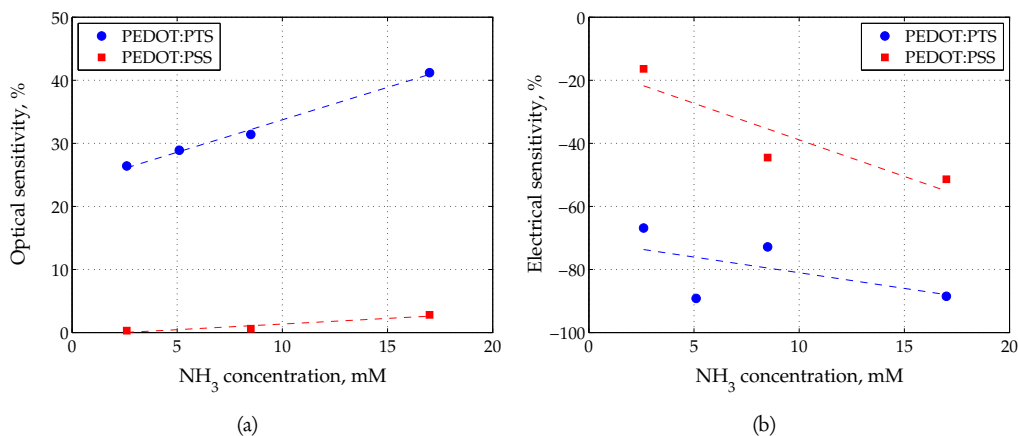 50
40
30
20
10
0
Optical sensitivity, %
PEDOT:PTS
PEDOT:PSS
0 5 10 15 20
NH3 concentration, mM
(a)
0
−20
−40
−60
−80
−100
Electrical sensitivity, %
PEDOT:PTS
PEDOT:PSS
0 5 10 15 20
NH3 concentration, mM
(b)